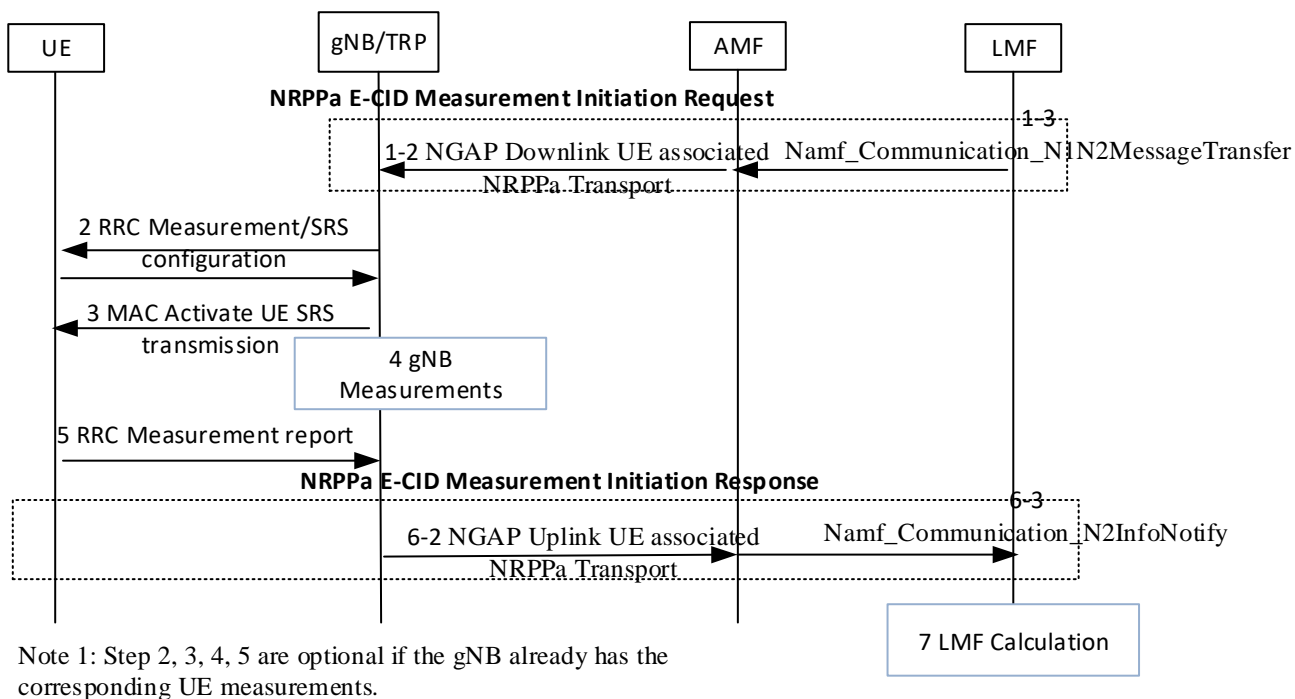 UE
gNB/TRP
AMF
LMF
NRPPa E-CID Measurement Initiation Request
1-3
1-2 NGAP Downlink UE associated
NRPPa Transport
Namf_Communication_N1N2MessageTransfer
2 RRC Measurement/SRS
configuration
3 MAC Activate UE SRS
transmission
4 gNB
Measurements
5 RRC Measurement report
NRPPa E-CID Measurement Initiation Response
6-3
6-2 NGAP Uplink UE associated
NRPPa Transport
Namf_Communication_N2InfoNotify
7 LMF Calculation
Note 1: Step 2, 3, 4, 5 are optional if the gNB already has the
corresponding UE measurements.